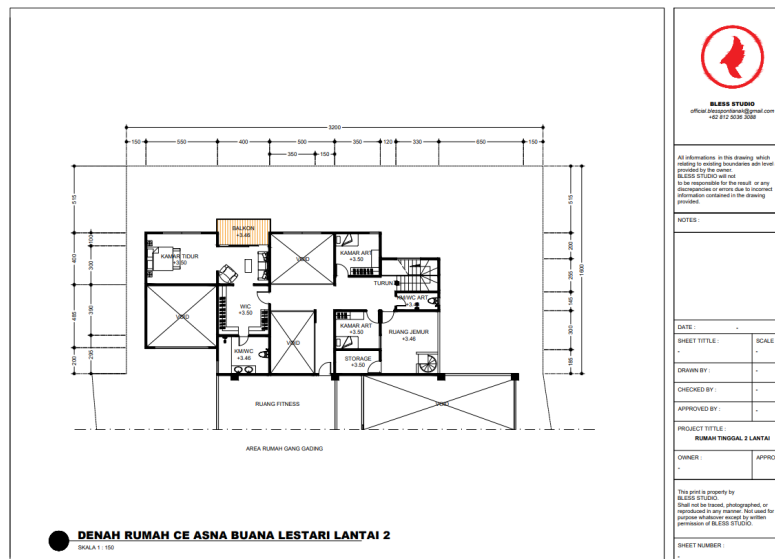 3200
150 550 400 500 350 120 330 650 150
350 150
515
100
400
300
485
390
200
295
515
200
295
1600
145
300
185
BALKON
+3.46
KAMAR TIDUR
+3.50
VOID
KAMAR ART
+3.50
TURUN
KM/WC ART
WIC
+3.50
VOID
VOID
KAMAR ART
+3.50
RUANG JEMUR
+3.46
KM/WC
+3.46
STORAGE
+3.50
RUANG FITNESS
VOID
AREA RUMAH GANG GADING
DENAH RUMAH CE ASNA BUANA LESTARI LANTAI 2
SKALA 1 : 150
BLESS STUDIO
official.blesspontianak@gmail.com
+62 812 5036 3088
All informations in this drawing which
relating to existing boundaries adn level
provided by the owner.
BLESS STUDIO will not
to be responsible for the result or any
discrepancies or errors due to incorrect
information contained in the drawing
provided.
NOTES :
DATE : -
SHEET TITTLE : SCALE
- -
DRAWN BY : -
CHECKED BY : -
APPROVED BY : -
PROJECT TITTLE :
RUMAH TINGGAL 2 LANTAI
OWNER : APPRO
-
This print is property by
BLESS STUDIO.
Shall not be traced, photographed, or
reproduced in any manner. Not used for
purpose whatsover except by written
permission of BLESS STUDIO.
SHEET NUMBER :
-